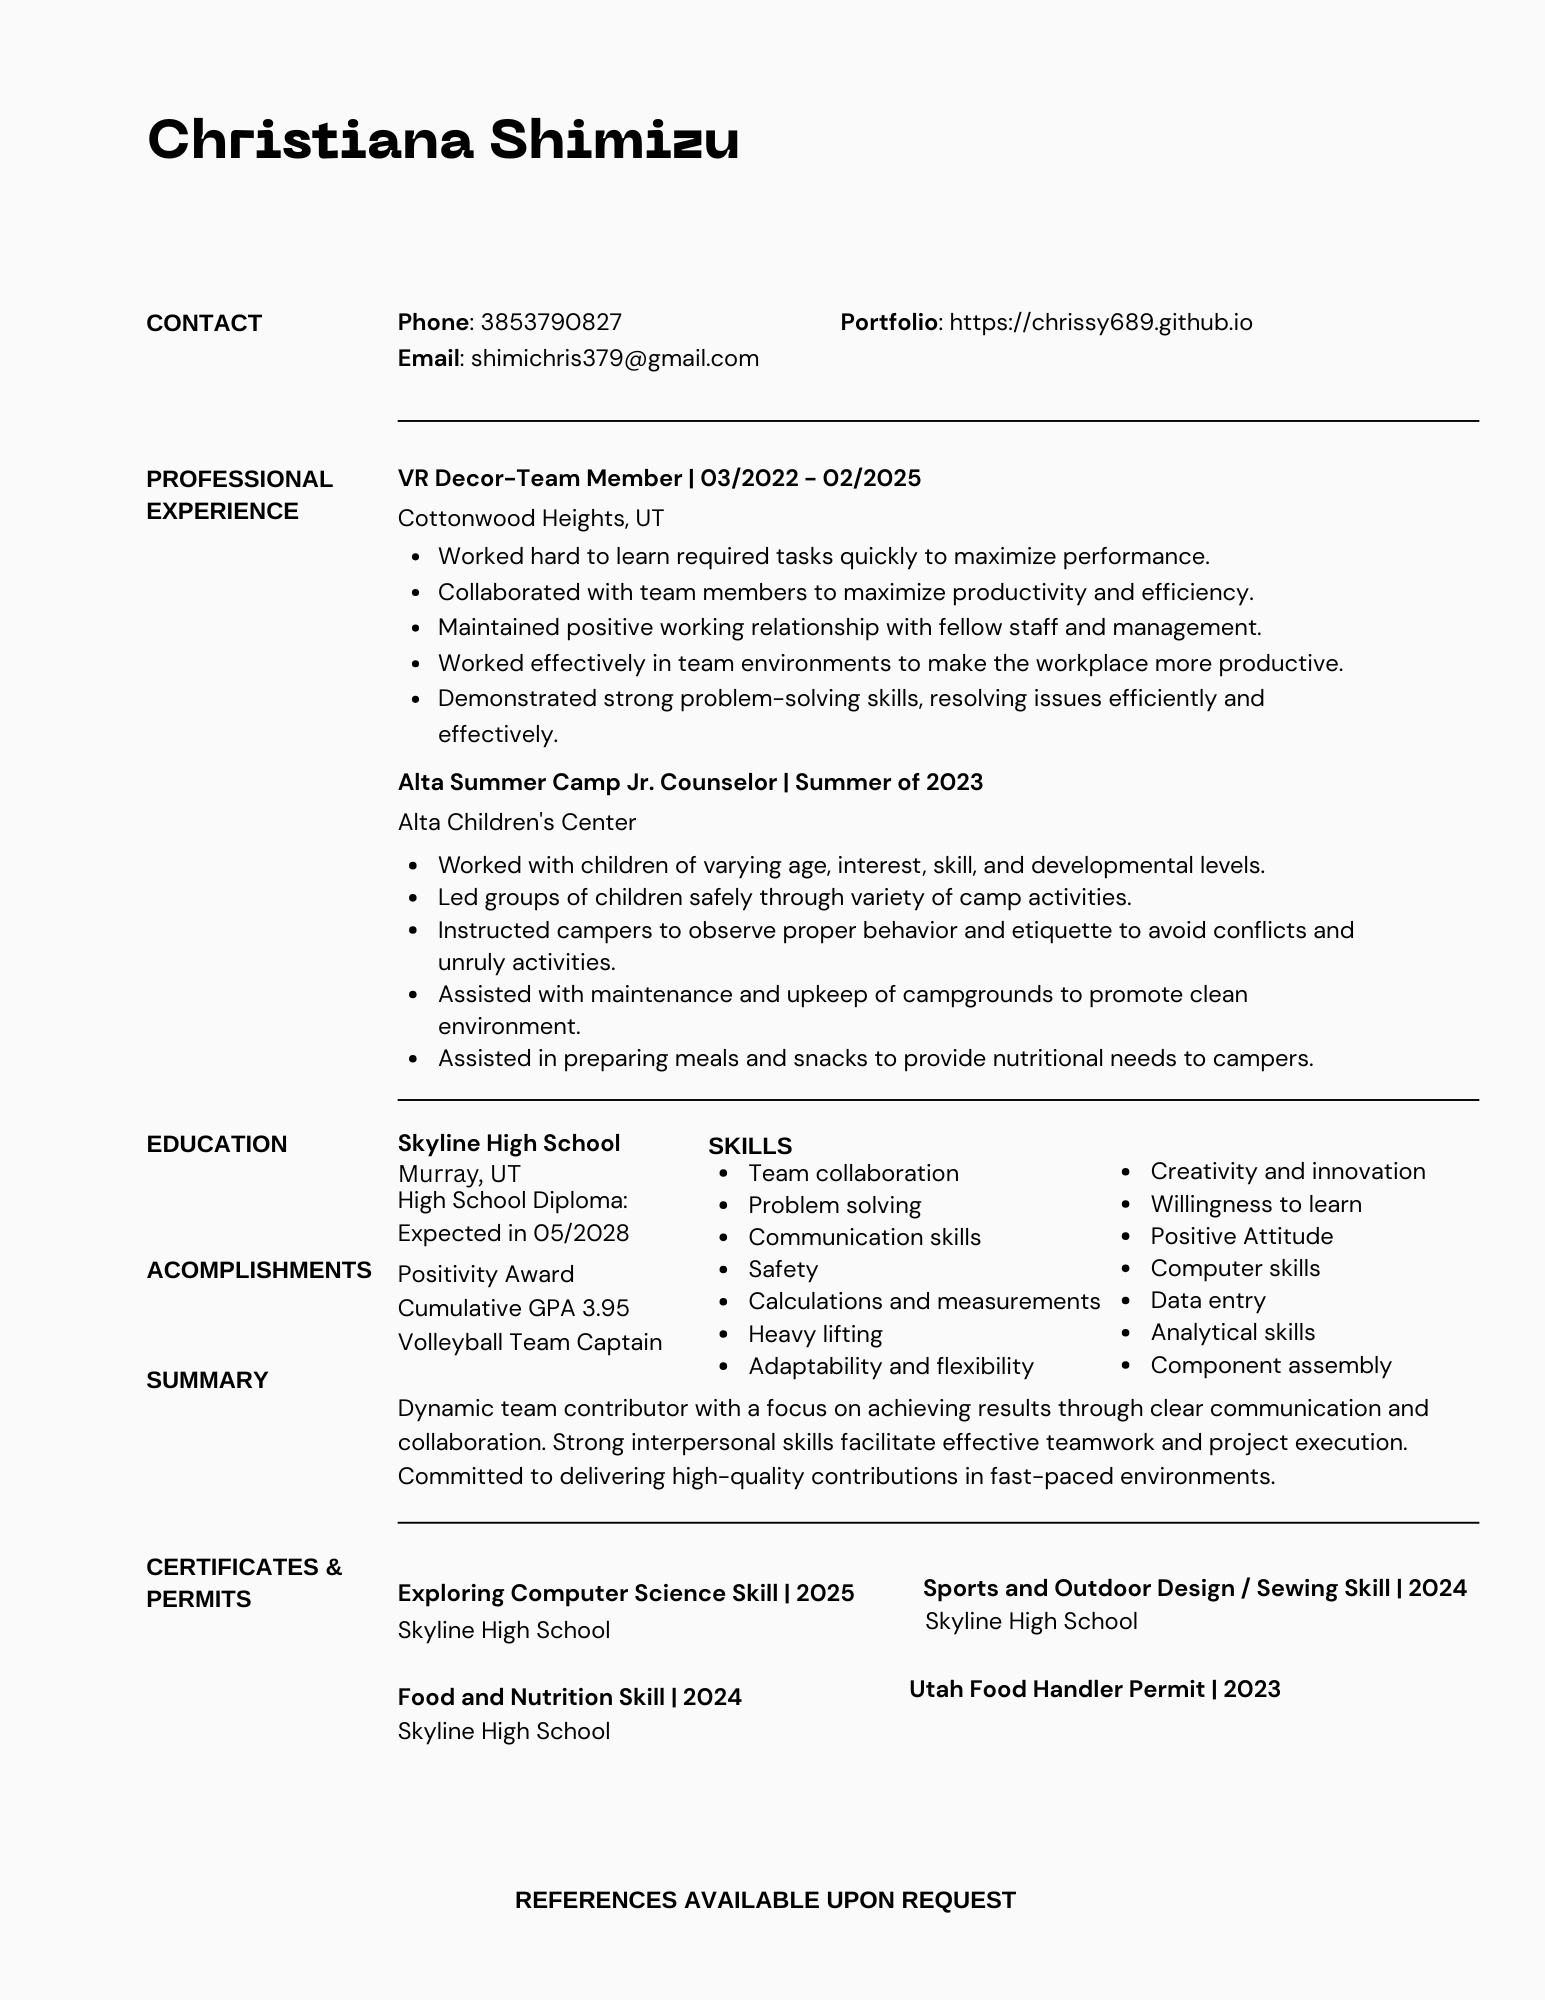 Christiana Shimizu
CONTACT
Phone: 3853790827
Portfolio: https://chrissy689.github.io
Email: shimichris379@gmail.com
PROFESSIONAL
EXPERIENCE
VR Decor-Team Member | 03/2022 - 02/2025
Cottonwood Heights, UT
• Worked hard to learn required tasks quickly to maximize performance.
• Collaborated with team members to maximize productivity and efficiency.
• Maintained positive working relationship with fellow staff and management.
• Worked effectively in team environments to make the workplace more productive.
• Demonstrated strong problem-solving skills, resolving issues efficiently and
effectively.
Alta Summer Camp Jr. Counselor | Summer of 2023
Alta Children's Center
• Worked with children of varying age, interest, skill, and developmental levels.
• Led groups of children safely through variety of camp activities.
• Instructed campers to observe proper behavior and etiquette to avoid conflicts and
unruly activities.
• Assisted with maintenance and upkeep of campgrounds to promote clean
environment.
• Assisted in preparing meals and snacks to provide nutritional needs to campers.
EDUCATION
Skyline High School
Murray, UT
High School Diploma:
Expected in 05/2028
ACOMPLISHMENTS
Positivity Award
Cumulative GPA 3.95
Volleyball Team Captain
SKILLS
• Team collaboration
• Problem solving
• Communication skills
• Safety
• Calculations and measurements
• Heavy lifting
• Adaptability and flexibility
• Creativity and innovation
• Willingness to learn
• Positive Attitude
• Computer skills
• Data entry
• Analytical skills
• Component assembly
SUMMARY
Dynamic team contributor with a focus on achieving results through clear communication and
collaboration. Strong interpersonal skills facilitate effective teamwork and project execution.
Committed to delivering high-quality contributions in fast-paced environments.
CERTIFICATES &
PERMITS
Exploring Computer Science Skill | 2025
Skyline High School
Sports and Outdoor Design / Sewing Skill | 2024
Skyline High School
Food and Nutrition Skill | 2024
Skyline High School
Utah Food Handler Permit | 2023
REFERENCES AVAILABLE UPON REQUEST